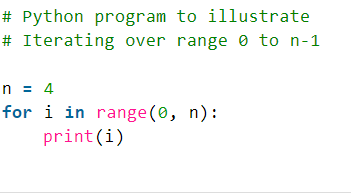 # Python program to illustrate
# Iterating over range 0 to n-1

n = 4
for i in range(0, n):
    print(i)